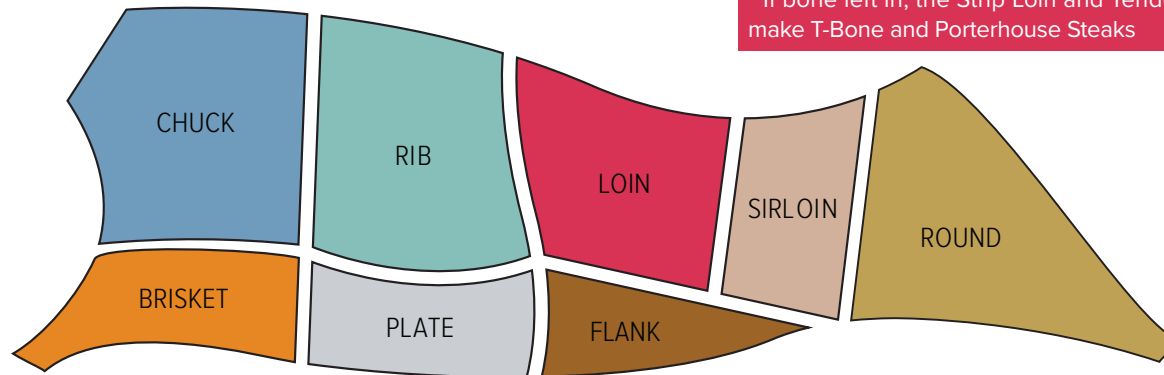 If bone left in, the Strip Loin and
make T-Bone and Porterhouse Steaks
CHUCK
RIB
LOIN
SIRLOIN
ROUND
BRISKET
PLATE
FLANK